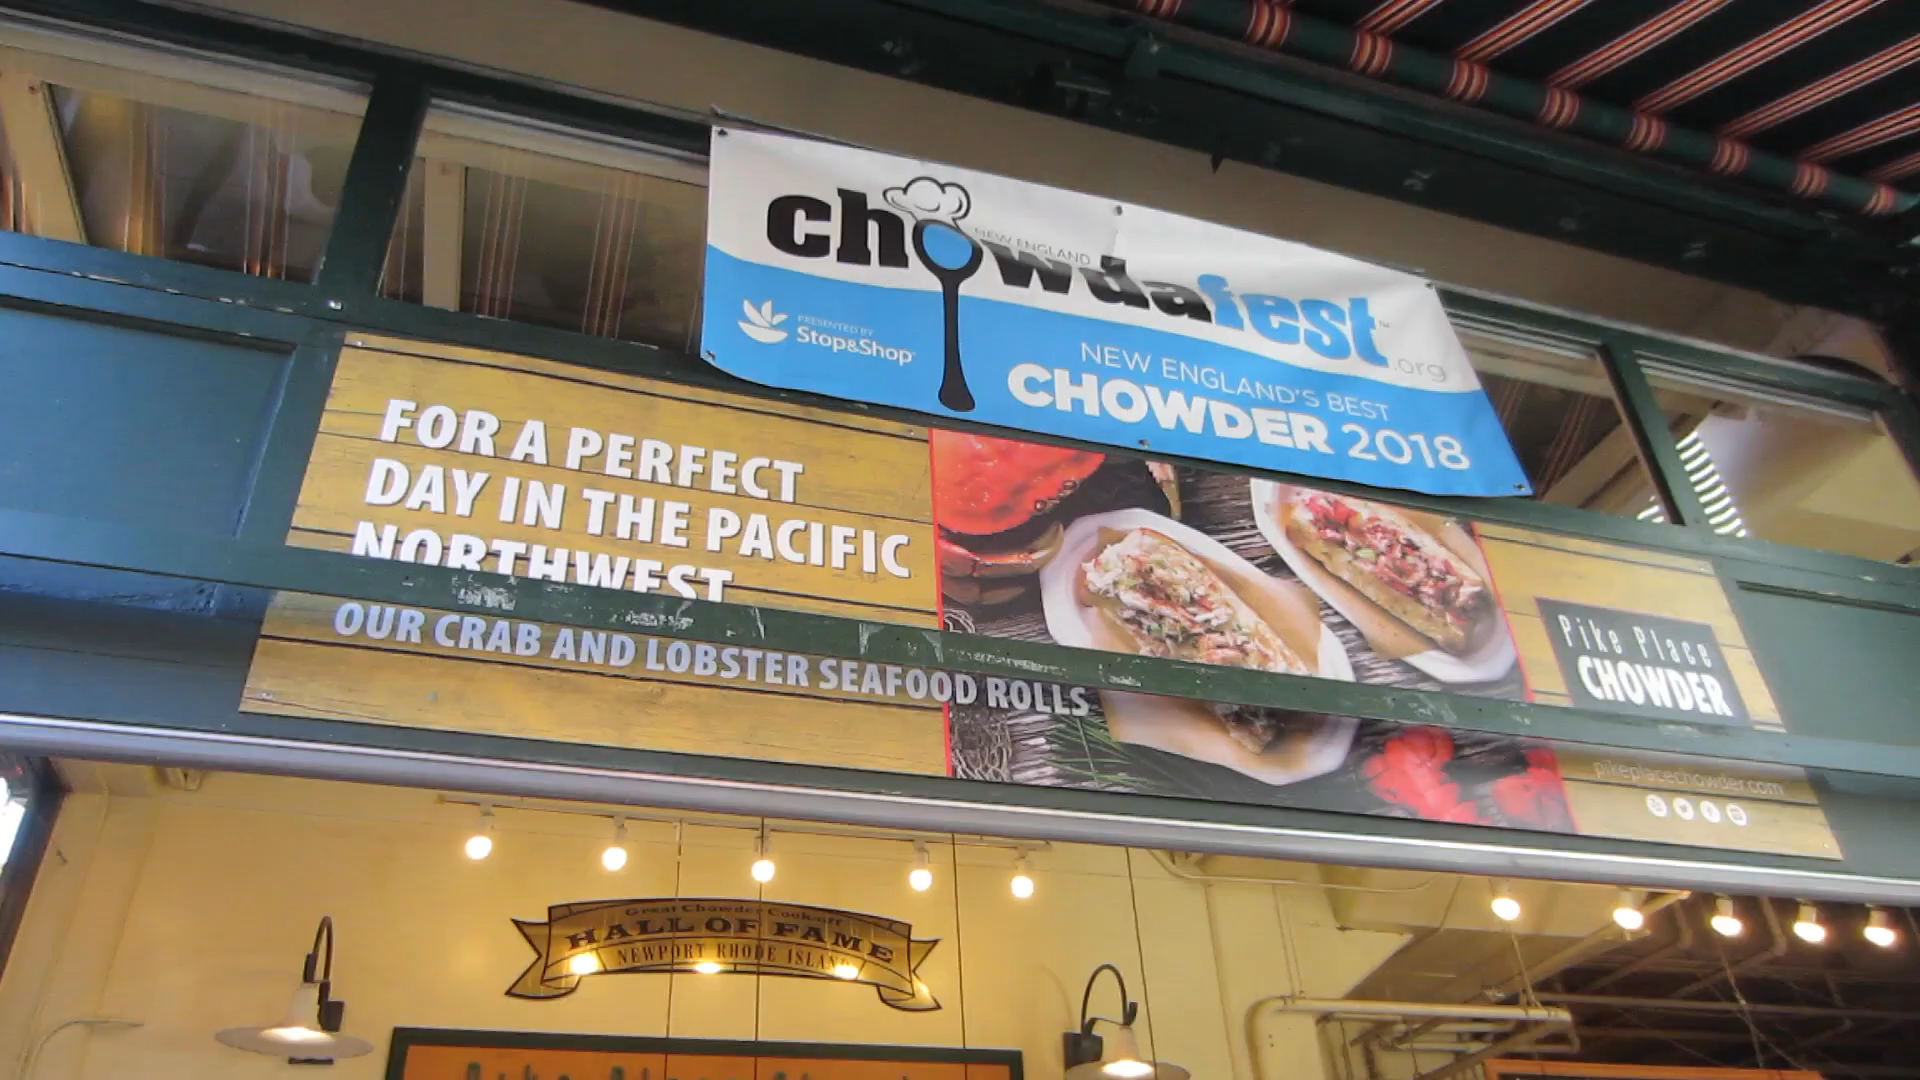 NEW ENGLAND
chowdafest™
.org
PRESENTED BY
Stop&Shop
NEW ENGLAND'S BEST
CHOWDER 2018
FOR A PERFECT
DAY IN THE PACIFIC
NORTHWEST
OUR CRAB AND LOBSTER SEAFOOD ROLLS
Pike Place
CHOWDER
pikeplacechowder.com
Great Chowder Cook-off
HALL OF FAME
NEWPORT RHODE ISLAND